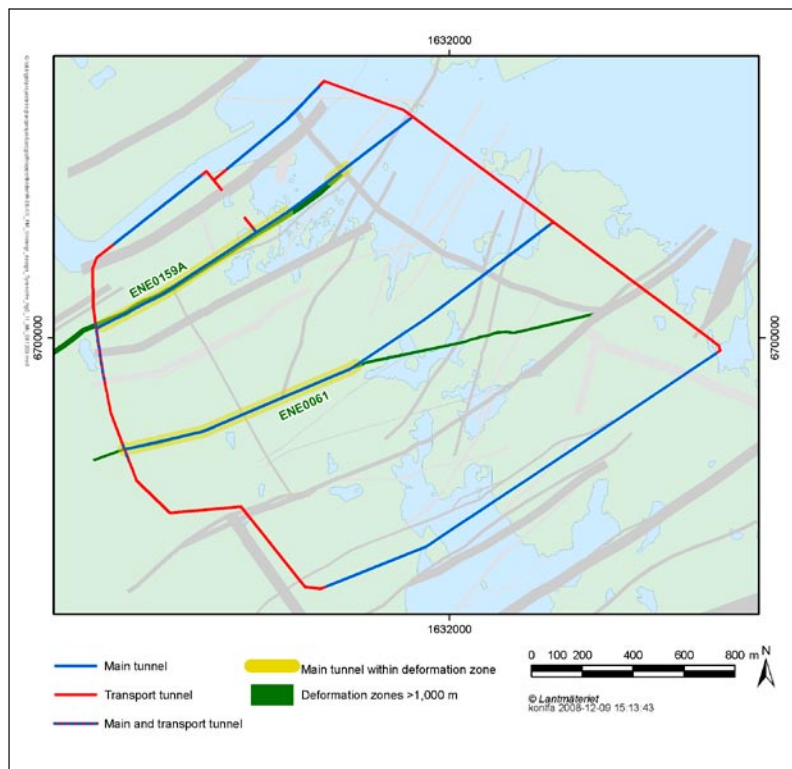 1632000
ENE0159A
6700000
6700000
ENE0061
1632000
Main tunnel
Transport tunnel
Main and transport tunnel
Main tunnel within deformation zone
Deformation zones >1,000 m
0 100 200 400 600 800 m
N
© Lantmäteriet
konlfa 2008-12-09 15:13:43